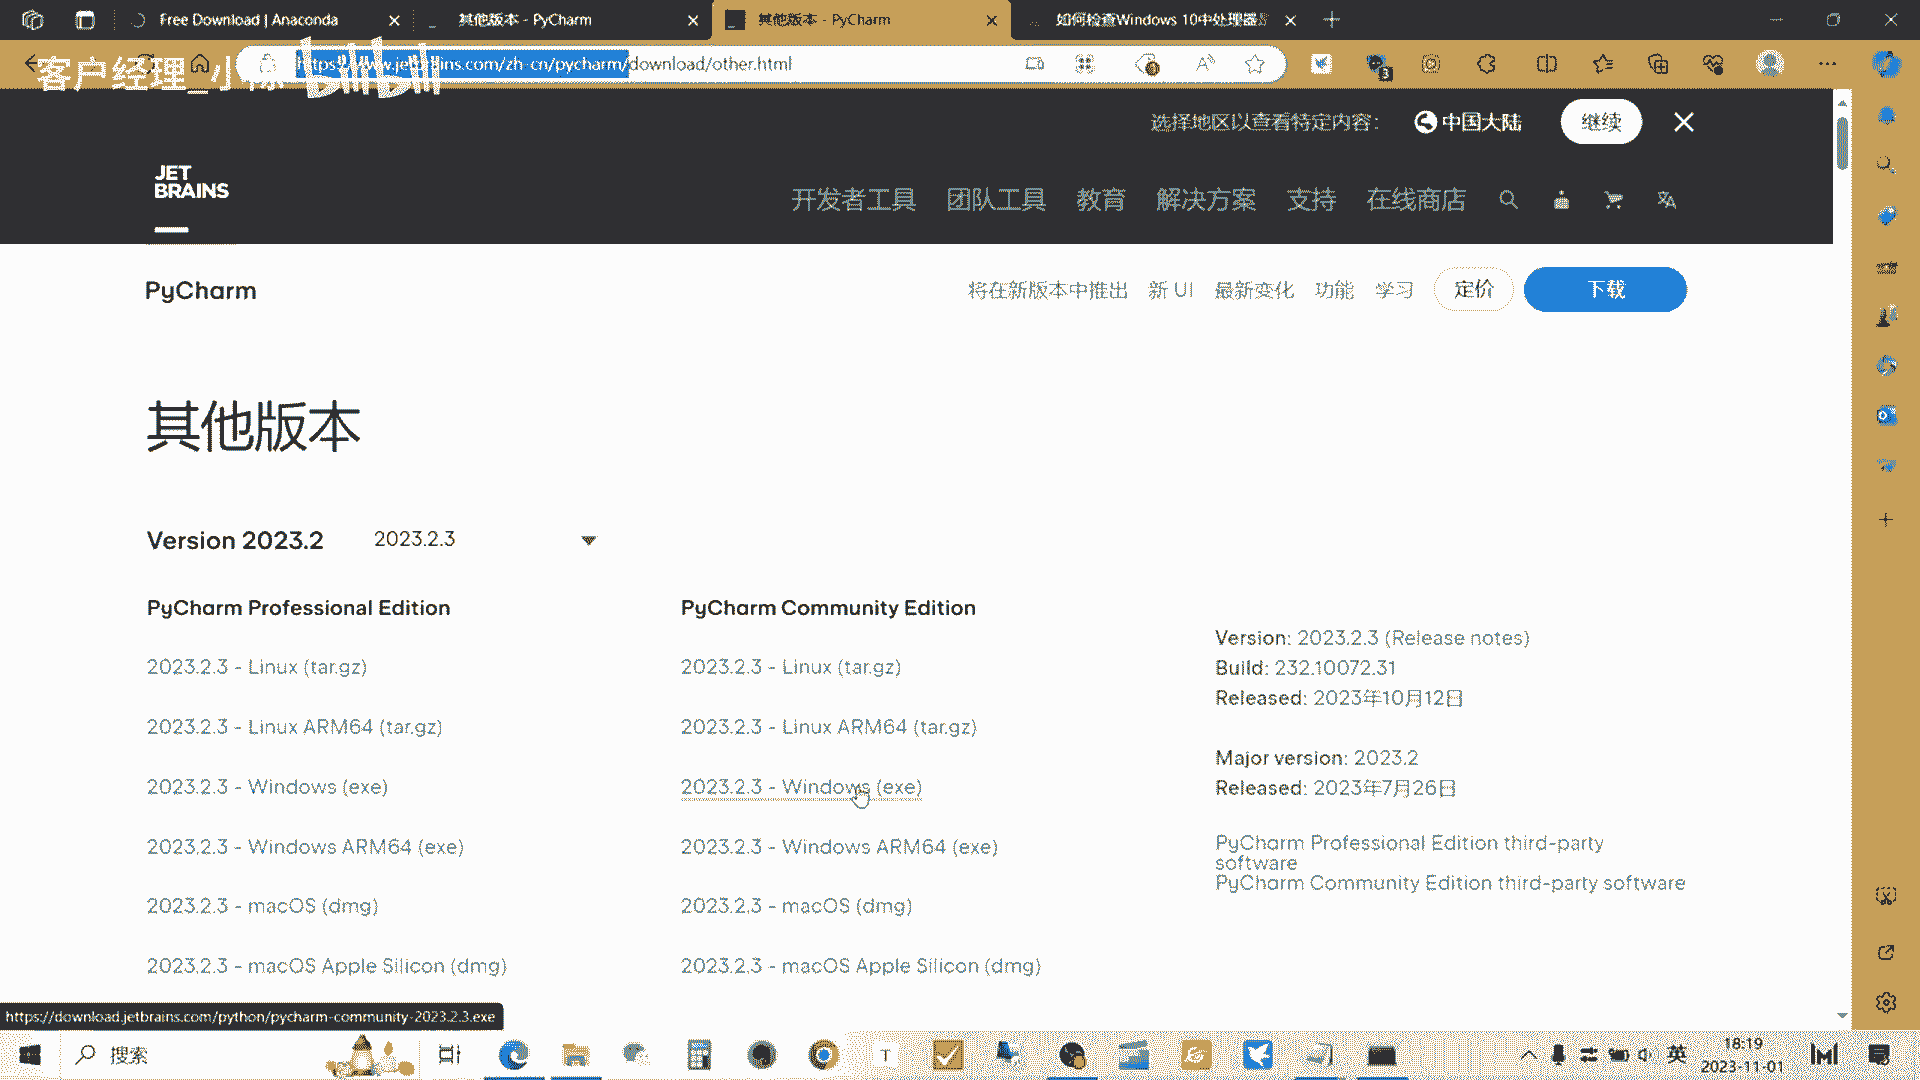 Free Download | Anaconda
其他版本 - PyCharm
其他版本 - PyCharm
如何检查Windows 10中处理器
客户经理_小
bilibili
https://www.jetbrains.com/zh-cn/pycharm/download/other.html
3
选择地区以查看特定内容:
中国大陆
继续
JET
BRAINS
开发者工具
团队工具
教育
解决方案
支持
在线商店
PyCharm
将在新版本中推出
新 UI
最新变化
功能
学习
定价
下载
其他版本
Version 2023.2
2023.2.3
PyCharm Professional Edition
2023.2.3 - Linux (tar.gz)
2023.2.3 - Linux ARM64 (tar.gz)
2023.2.3 - Windows (exe)
2023.2.3 - Windows ARM64 (exe)
2023.2.3 - macOS (dmg)
2023.2.3 - macOS Apple Silicon (dmg)
PyCharm Community Edition
2023.2.3 - Linux (tar.gz)
2023.2.3 - Linux ARM64 (tar.gz)
2023.2.3 - Windows (exe)
2023.2.3 - Windows ARM64 (exe)
2023.2.3 - macOS (dmg)
2023.2.3 - macOS Apple Silicon (dmg)
Version: 2023.2.3 (Release notes)
Build: 232.10072.31
Released: 2023年10月12日
Major version: 2023.2
Released: 2023年7月26日
PyCharm Professional Edition third-party
software
PyCharm Community Edition third-party software
https://download.jetbrains.com/python/pycharm-community-2023.2.3.exe
搜索
T
英
18:19
2023-11-01